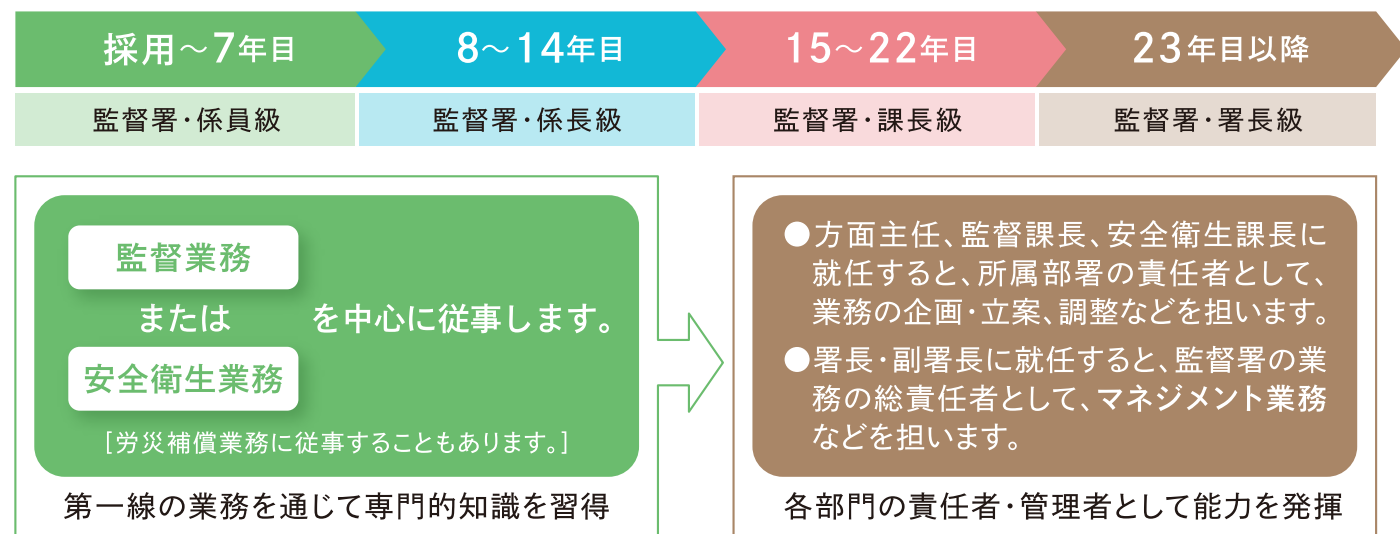 採用～7年目
8～14年目
15～22年目
23年目以降
監督署・係員級
監督署・係長級
監督署・課長級
監督署・署長級
監督業務
または
安全衛生業務
を中心に従事します。
［労災補償業務に従事することもあります。］
第一線の業務を通じて専門的知識を習得
●方面主任、監督課長、安全衛生課長に
就任すると、所属部署の責任者として、
業務の企画・立案、調整などを担います。
●署長・副署長に就任すると、監督署の業
務の総責任者として、マネジメント業務
などを担います。
各部門の責任者・管理者として能力を発揮